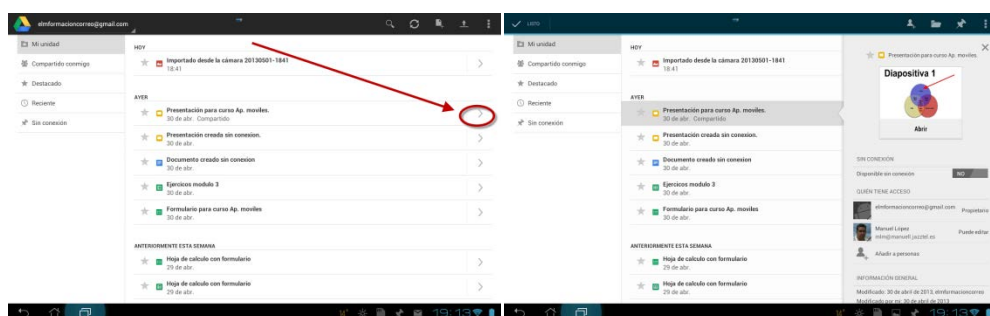 elmformacioncorreo@gmail.com
Mi unidad
Compartido conmigo
Destacado
Reciente
Sin conexión
HOY
Importado desde la cámara 20130501-1841
18:41
AYER
Presentación para curso Ap. moviles.
30 de abr. Compartido
Presentación creada sin conexion.
30 de abr.
Documento creado sin conexion
30 de abr.
Ejercicos modulo 3
30 de abr.
Formulario para curso Ap. moviles
30 de abr.
ANTERIORMENTE ESTA SEMANA
Hoja de calculo con formulario
29 de abr.
Hoja de calculo con formulario
29 de abr.
19:13
LISTO
Mi unidad
Compartido conmigo
Destacado
Reciente
Sin conexión
HOY
Importado desde la cámara 20130501-1841
18:41
AYER
Presentación para curso Ap. moviles.
30 de abr. Compartido
Presentación creada sin conexion.
30 de abr.
Documento creado sin conexion
30 de abr.
Ejercicos modulo 3
30 de abr.
Formulario para curso Ap. moviles
30 de abr.
ANTERIORMENTE ESTA SEMANA
Hoja de calculo con formulario
29 de abr.
Hoja de calculo con formulario
29 de abr.
Presentación para curso Ap. moviles.
Diapositiva 1
Abrir
SIN CONEXIÓN
Disponible sin conexión
NO
QUIÉN TIENE ACCESO
elmformacioncorreo@gmail.com
Propietario
Manuel Lopez
Puede editar
Añadir a personas
INFORMACIÓN GENERAL
Modificado: 30 de abril de 2013, elmformacioncorreo
Modificado por mí: 30 de abril de 2013
19:13